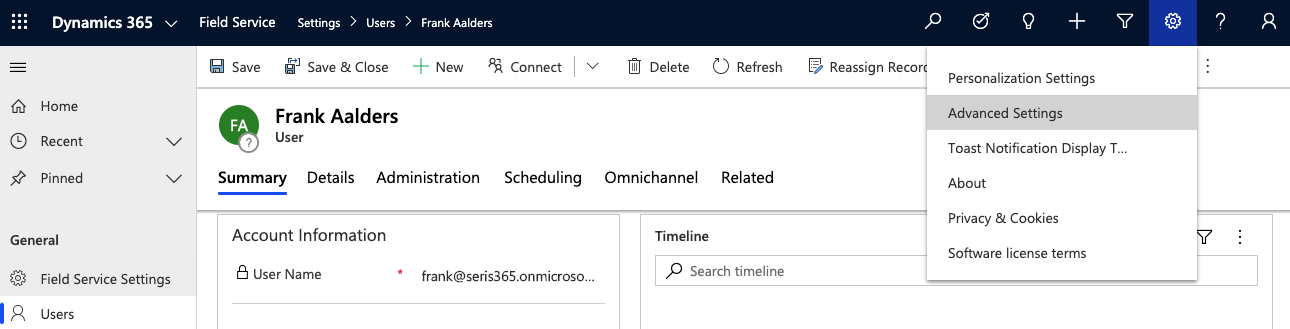 Dynamics 365 Field Service Settings > Users > Frank Aalders
Save Save & Close New Connect Delete Refresh Reassign Recor
Home
Recent
Pinned
General
Field Service Settings
Users
FA
?
Frank Aalders
User
Summary Details Administration Scheduling Omnichannel Related
Account Information
User Name * frank@seris365.onmicroso...
Timeline
Search timeline
Personalization Settings
Advanced Settings
Toast Notification Display T...
About
Privacy & Cookies
Software license terms